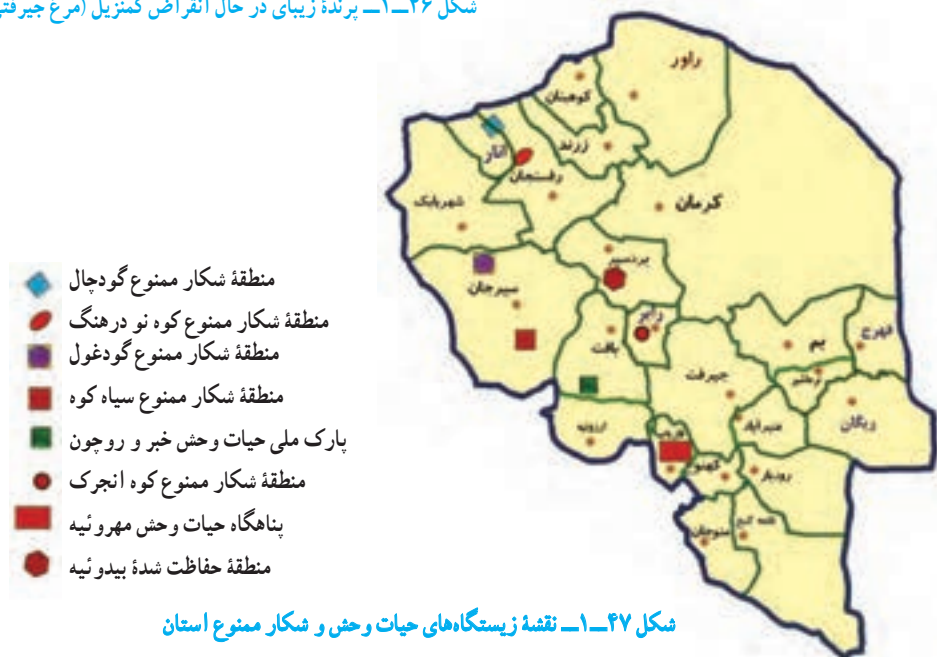 شکل ۴۶ــ۱ــ پرندهٔ زیبای در حال انقراض کمنزیل (مرغ جیرفتی
راور
کوهبنان
زرند
انار
رفسنجان
شهربابک
کرمان
بردسیر
سیرجان
رابر
بافت
بم
فهرج
جیرفت
نرماشیر
ریگان
عنبرآباد
ارزوئیه
فاریاب
کهنوج
رودبار
قلعه گنج
منوجان
منطقهٔ شکار ممنوع گودچال
منطقهٔ شکار ممنوع کوه نو درهنگ
منطقهٔ شکار ممنوع گودغول
منطقهٔ شکار ممنوع سیاه کوه
پارک ملی حیات وحش خبر و روچون
منطقهٔ شکار ممنوع کوه انجرک
پناهگاه حیات وحش مهروئیه
منطقهٔ حفاظت شدهٔ بیدوئیه
شکل ۴۷ــ۱ــ نقشهٔ زیستگاه‌های حیات وحش و شکار ممنوع استان